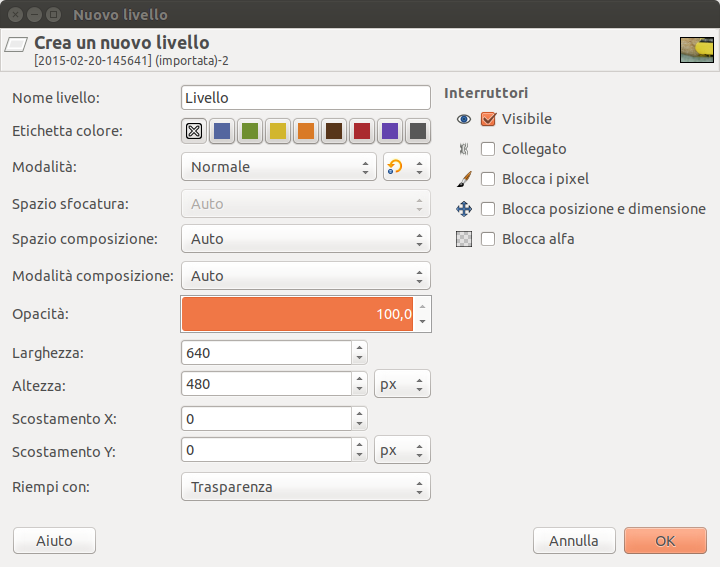 Nuovo livello
Crea un nuovo livello
[2015-02-20-145641] (importata)-2
Nome livello: Livello
Etichetta colore:
Modalità: Normale
Spazio sfocatura: Auto
Spazio composizione: Auto
Modalità composizione: Auto
Opacità: 100,0
Larghezza: 640
Altezza: 480 px
Scostamento X: 0
Scostamento Y: 0 px
Riempi con: Trasparenza
Interruttori
Visibile
Collegato
Blocca i pixel
Blocca posizione e dimensione
Blocca alfa
Aiuto
Annulla
OK